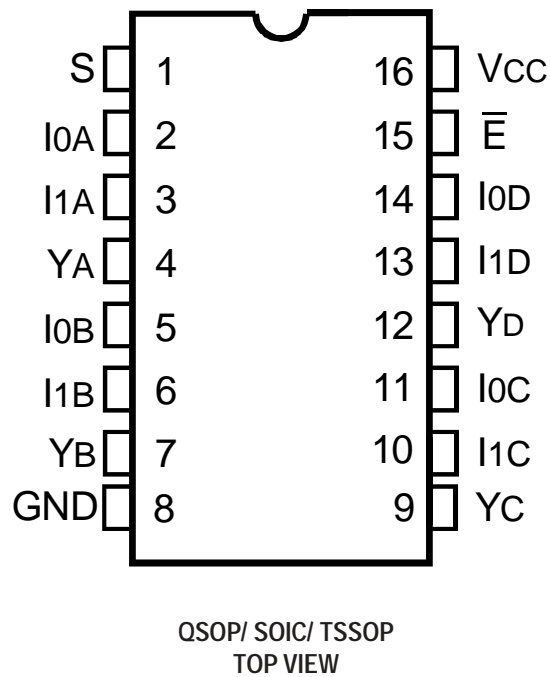 S 1 16 VCC
I0A 2 15 E̅
I1A 3 14 I0D
YA 4 13 I1D
I0B 5 12 YD
I1B 6 11 I0C
YB 7 10 I1C
GND 8 9 YC
QSOP/ SOIC/ TSSOP
TOP VIEW